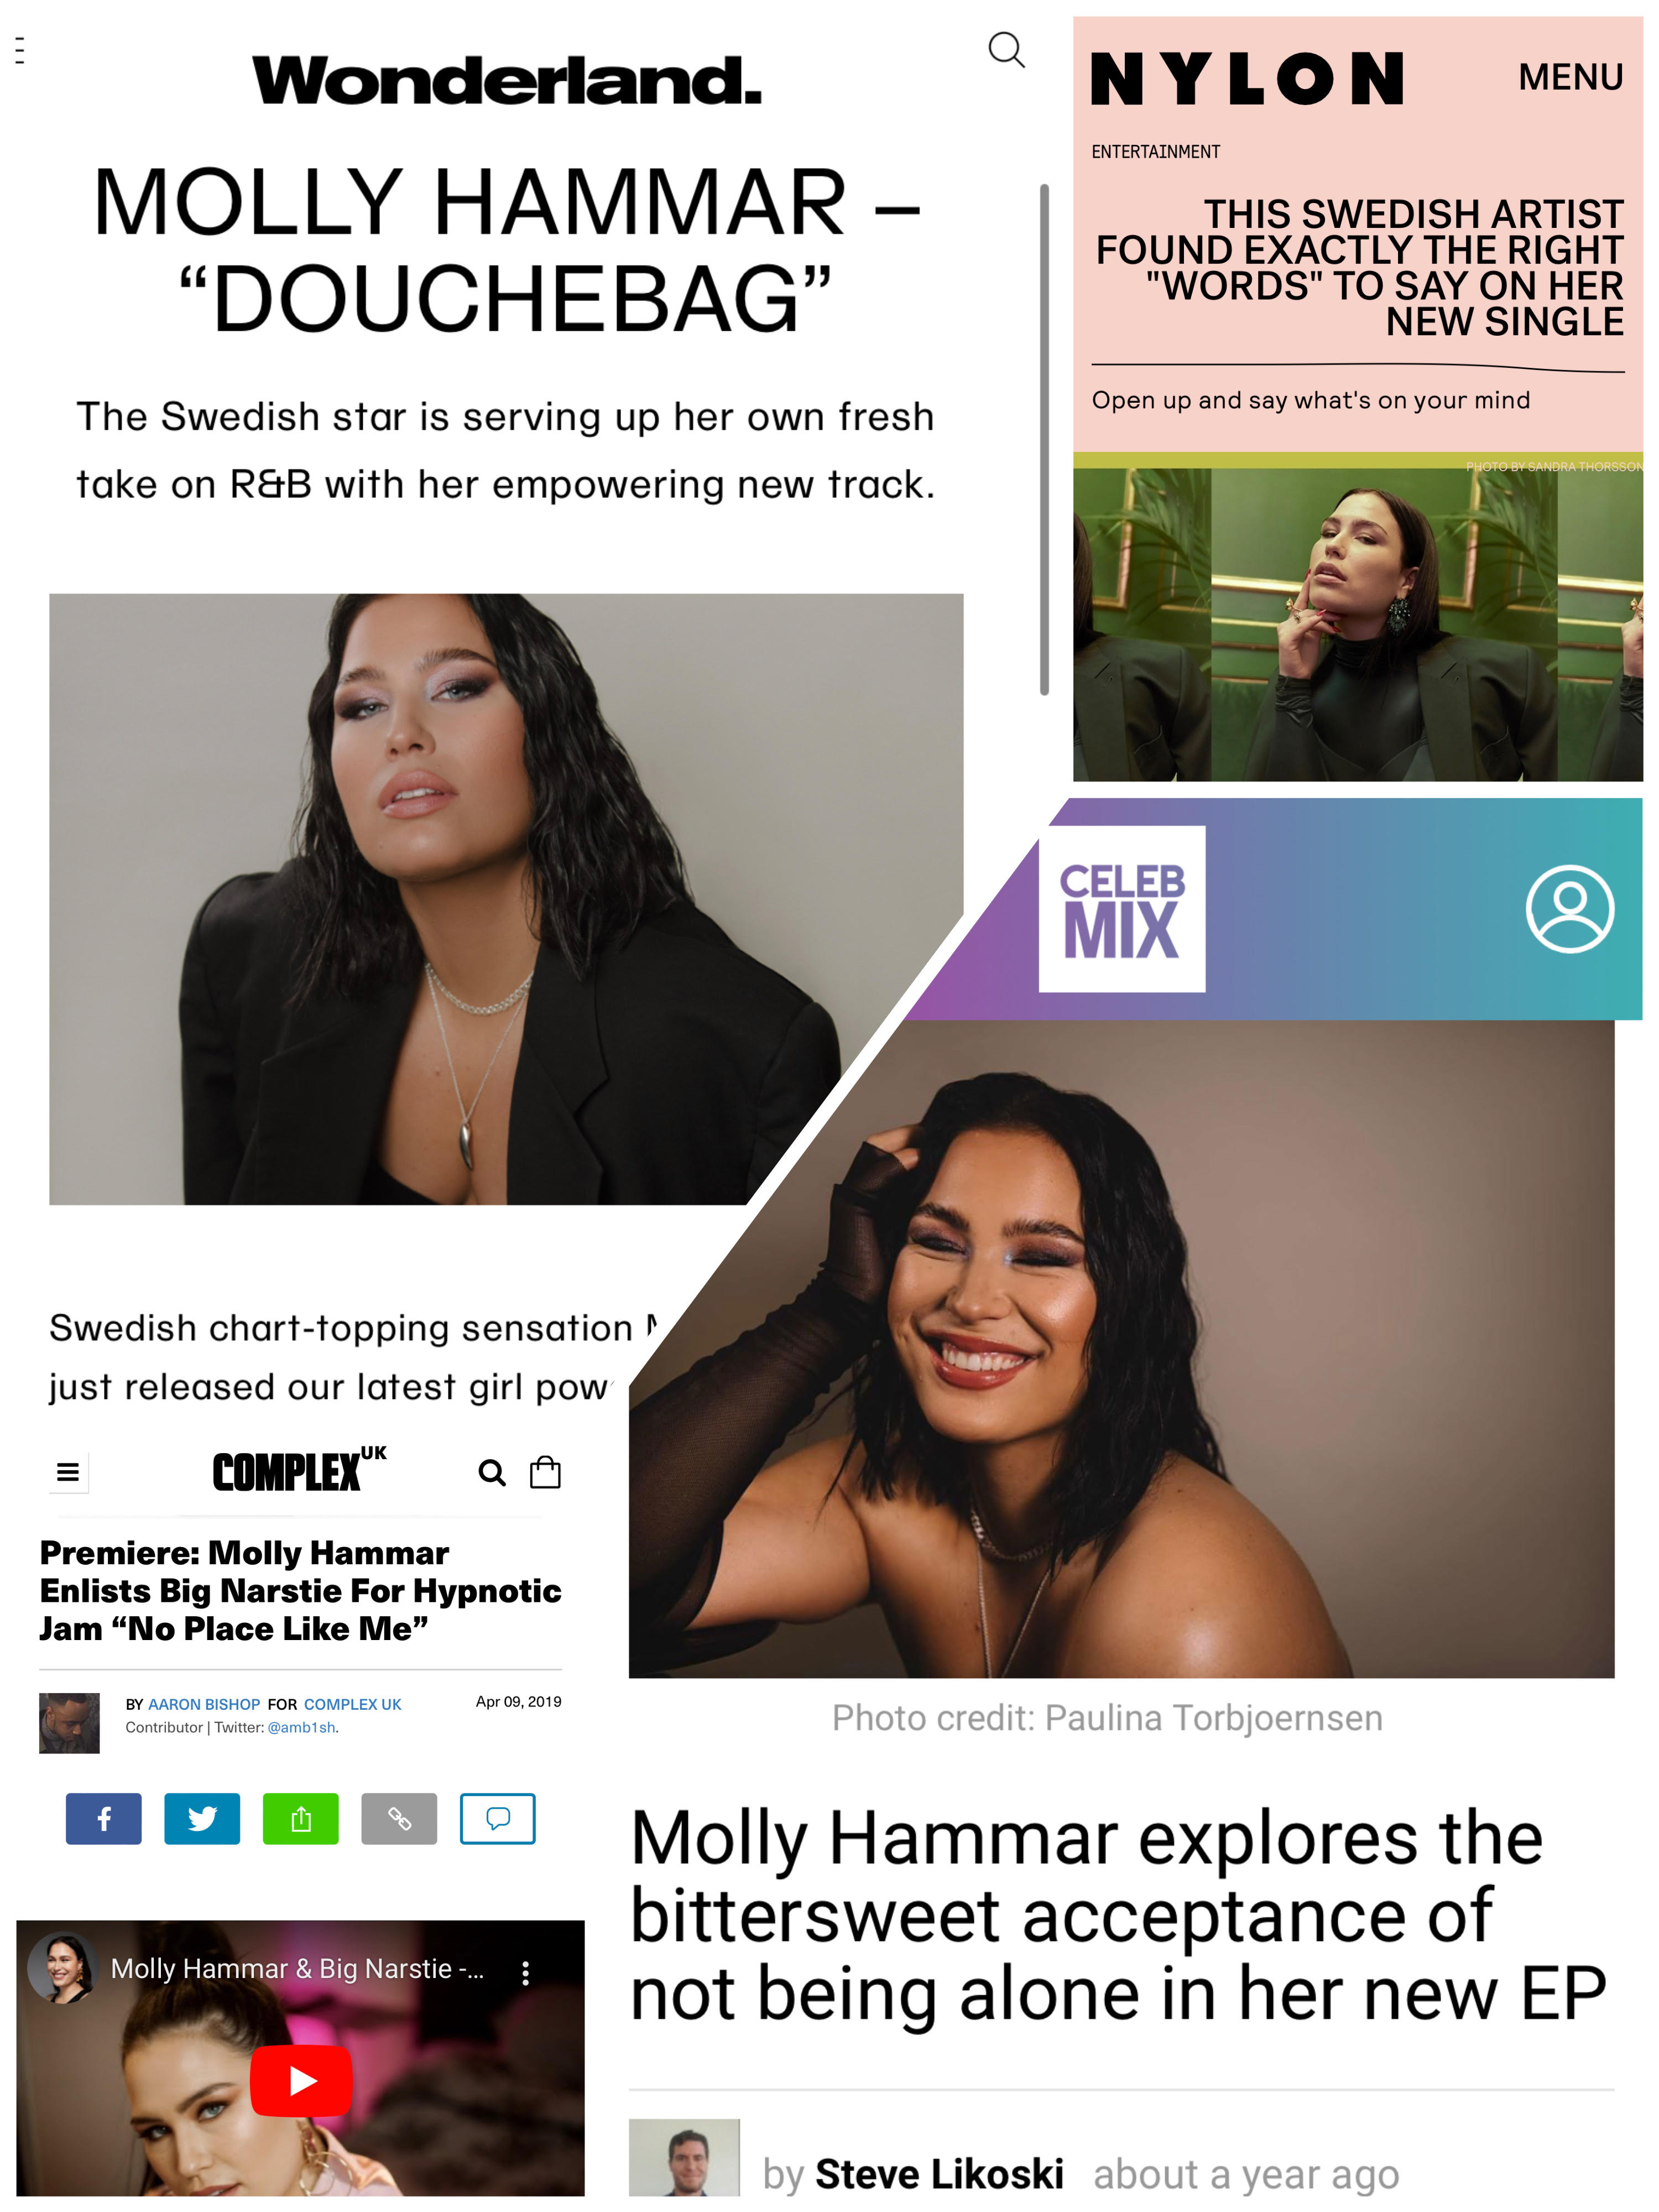 Wonderland.
MOLLY HAMMAR –
“DOUCHEBAG”
The Swedish star is serving up her own fresh
take on R&B with her empowering new track.
Swedish chart-topping sensation
just released our latest girl pow
NYLON
MENU
ENTERTAINMENT
THIS SWEDISH ARTIST
FOUND EXACTLY THE RIGHT
"WORDS" TO SAY ON HER
NEW SINGLE
Open up and say what's on your mind
PHOTO BY SANDRA THORSSON
CELEB
MIX
Photo credit: Paulina Torbjoernsen
Molly Hammar explores the
bittersweet acceptance of
not being alone in her new EP
by Steve Likoski about a year ago
COMPLEX UK
Premiere: Molly Hammar
Enlists Big Narstie For Hypnotic
Jam “No Place Like Me”
BY AARON BISHOP FOR COMPLEX UK
Apr 09, 2019
Contributor | Twitter: @amb1sh.
f
Molly Hammar & Big Narstie -...